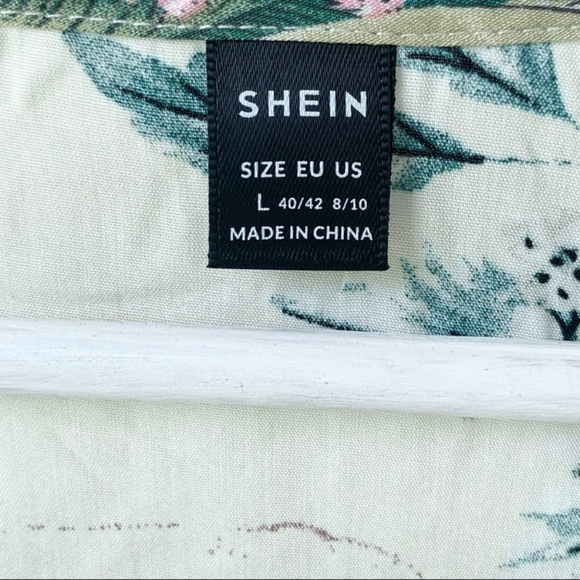 SHEIN
SIZE EU US
L 40/42 8/10
MADE IN CHINA